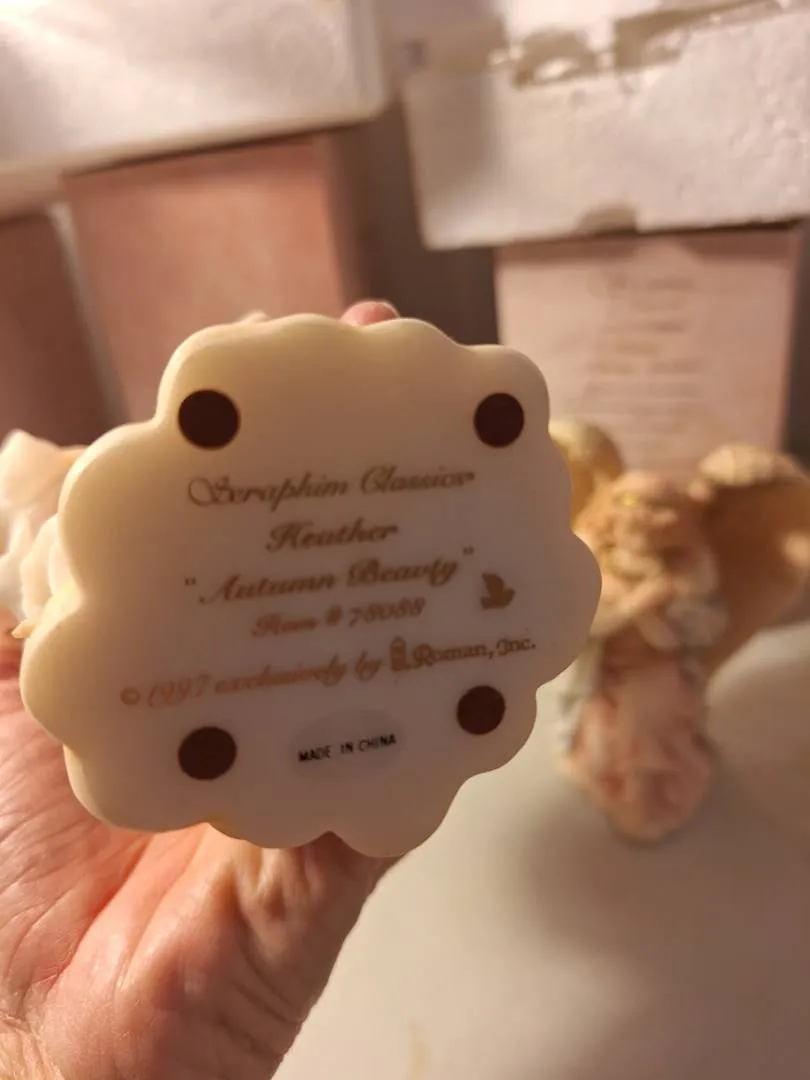 Seraphim Classics
Heather
"Autumn Beauty"
Item # 78088
© 1997 exclusively by Roman, Inc.
MADE IN CHINA